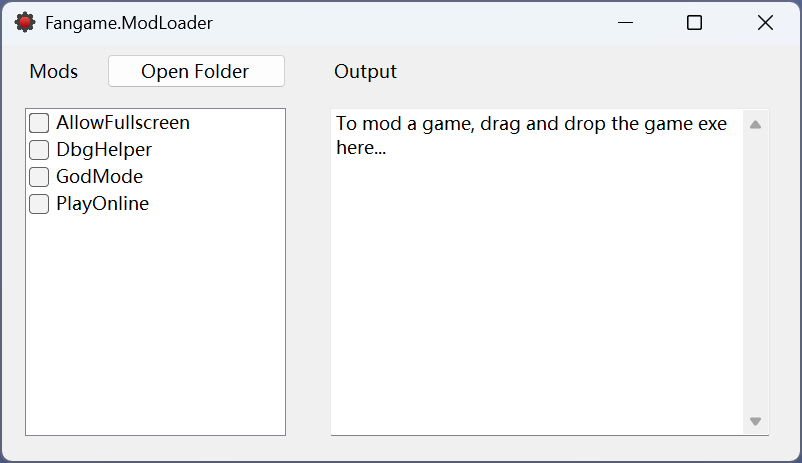 Fangame.ModLoader
Mods
Open Folder
Output
AllowFullscreen
DbgHelper
GodMode
PlayOnline
To mod a game, drag and drop the game exe
here...